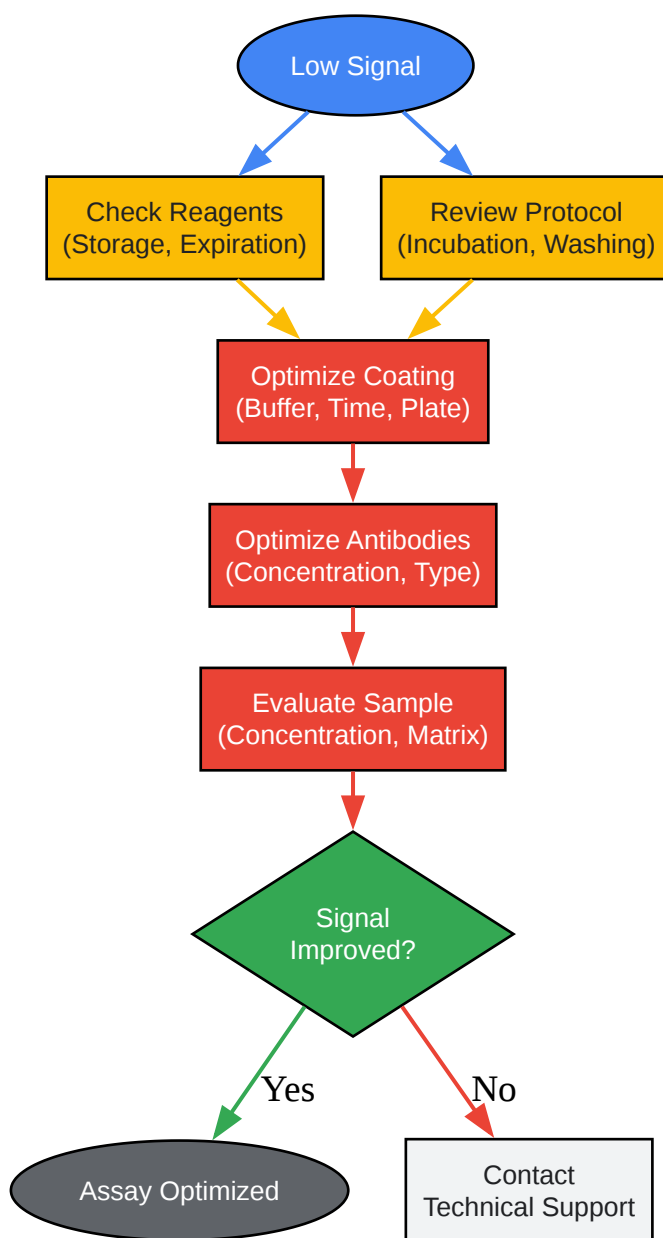 Low Signal
Check Reagents
(Storage, Expiration)
Review Protocol
(Incubation, Washing)
Optimize Coating
(Buffer, Time, Plate)
Optimize Antibodies
(Concentration, Type)
Evaluate Sample
(Concentration, Matrix)
Signal
Improved?
Yes
No
Assay Optimized
Contact
Technical Support